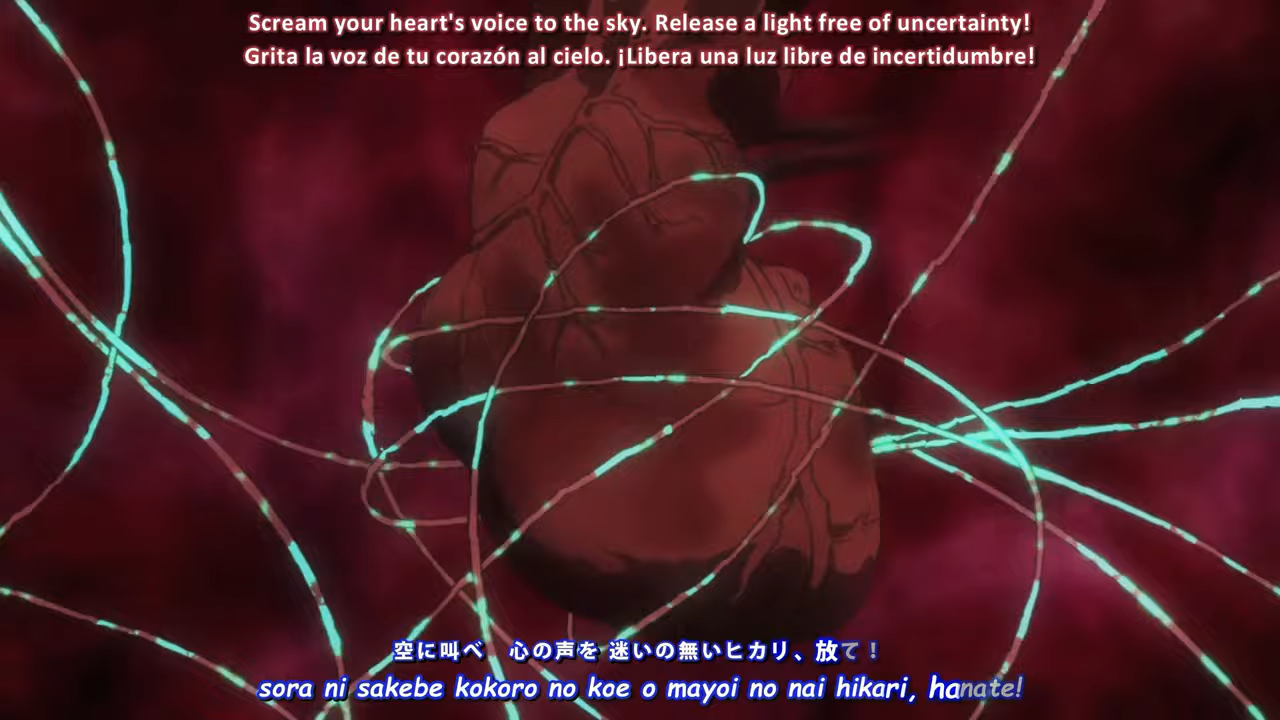 Scream your heart's voice to the sky. Release a light free of uncertainty!
Grita la voz de tu corazón al cielo. ¡Libera una luz libre de incertidumbre!
空に叫べ　心の声を 迷いの無いヒカリ、放て！
sora ni sakebe kokoro no koe o mayoi no nai hikari, hanate!